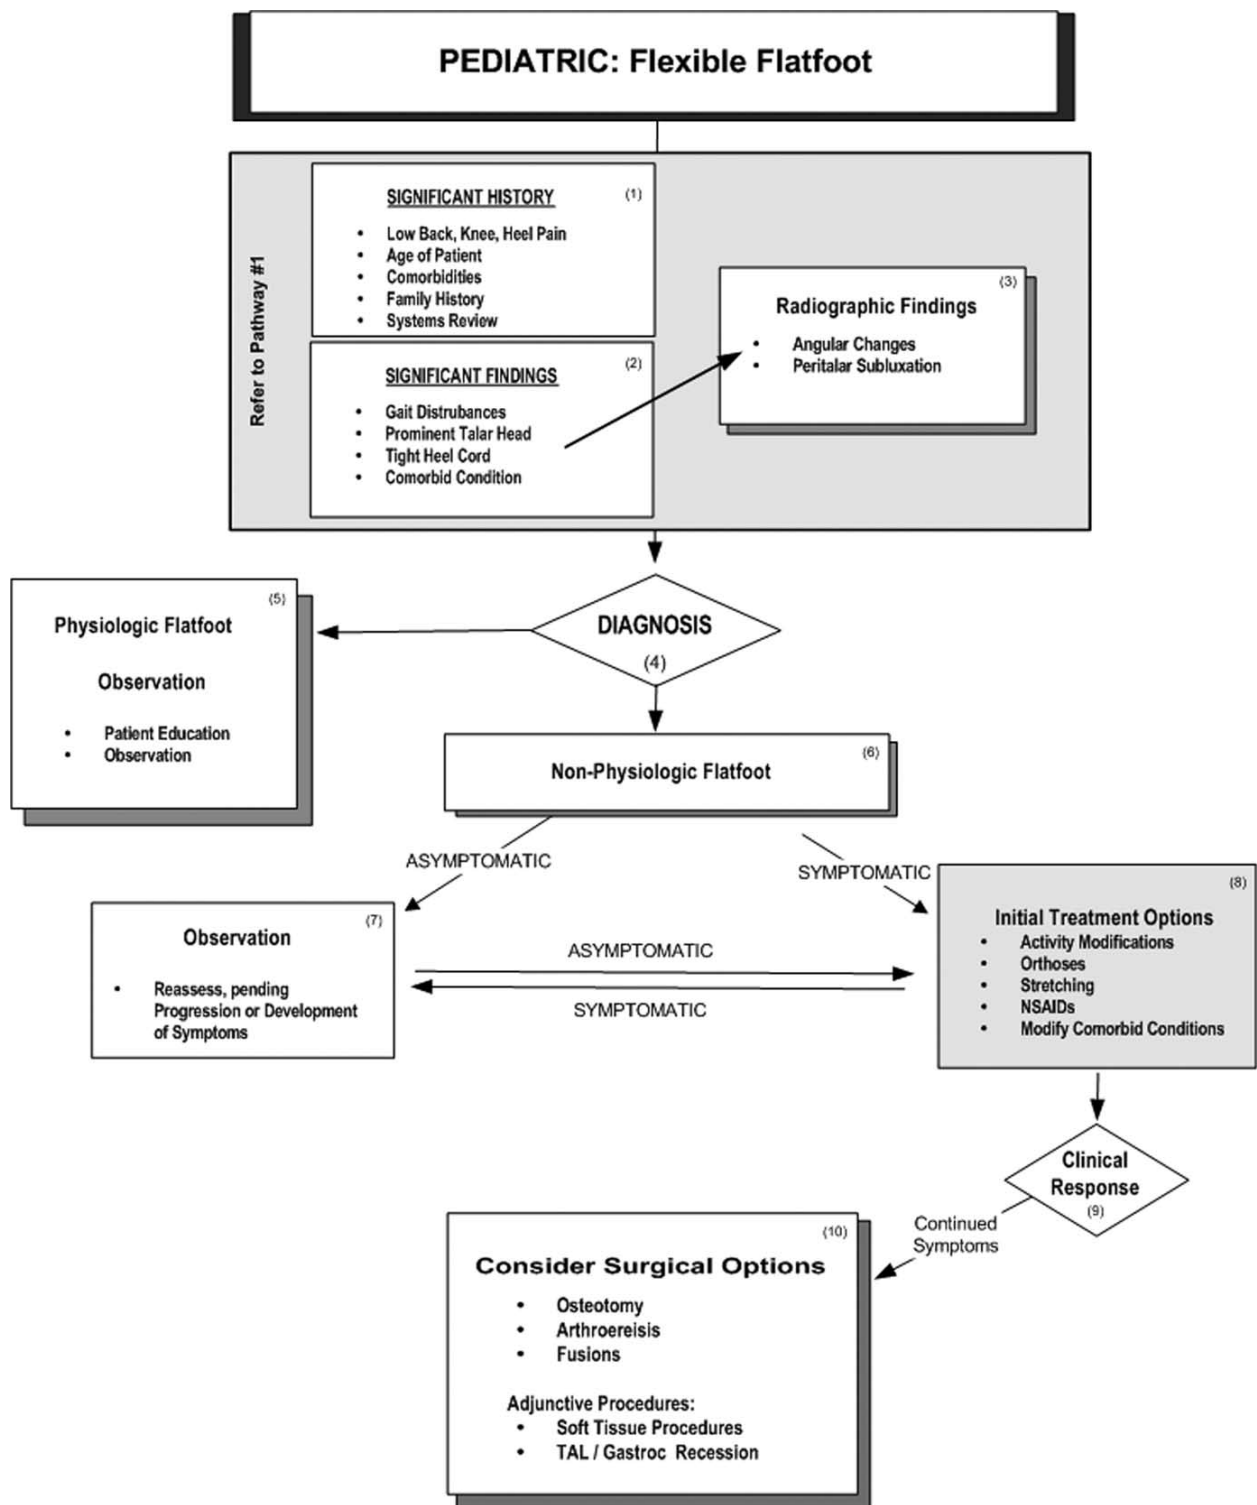 PEDIATRIC: Flexible Flatfoot
Refer to Pathway #1
SIGNIFICANT HISTORY
(1)
• Low Back, Knee, Heel Pain
• Age of Patient
• Comorbidities
• Family History
• Systems Review
SIGNIFICANT FINDINGS
(2)
• Gait Distrubances
• Prominent Talar Head
• Tight Heel Cord
• Comorbid Condition
(3)
Radiographic Findings
• Angular Changes
• Peritalar Subluxation
DIAGNOSIS
(4)
(5)
Physiologic Flatfoot
Observation
• Patient Education
• Observation
(6)
Non-Physiologic Flatfoot
ASYMPTOMATIC
SYMPTOMATIC
(7)
Observation
• Reassess, pending
Progression or Development
of Symptoms
ASYMPTOMATIC
SYMPTOMATIC
(8)
Initial Treatment Options
• Activity Modifications
• Orthoses
• Stretching
• NSAIDs
• Modify Comorbid Conditions
Clinical
Response
(9)
Continued
Symptoms
(10)
Consider Surgical Options
• Osteotomy
• Arthroereisis
• Fusions
Adjunctive Procedures:
• Soft Tissue Procedures
• TAL / Gastroc Recession